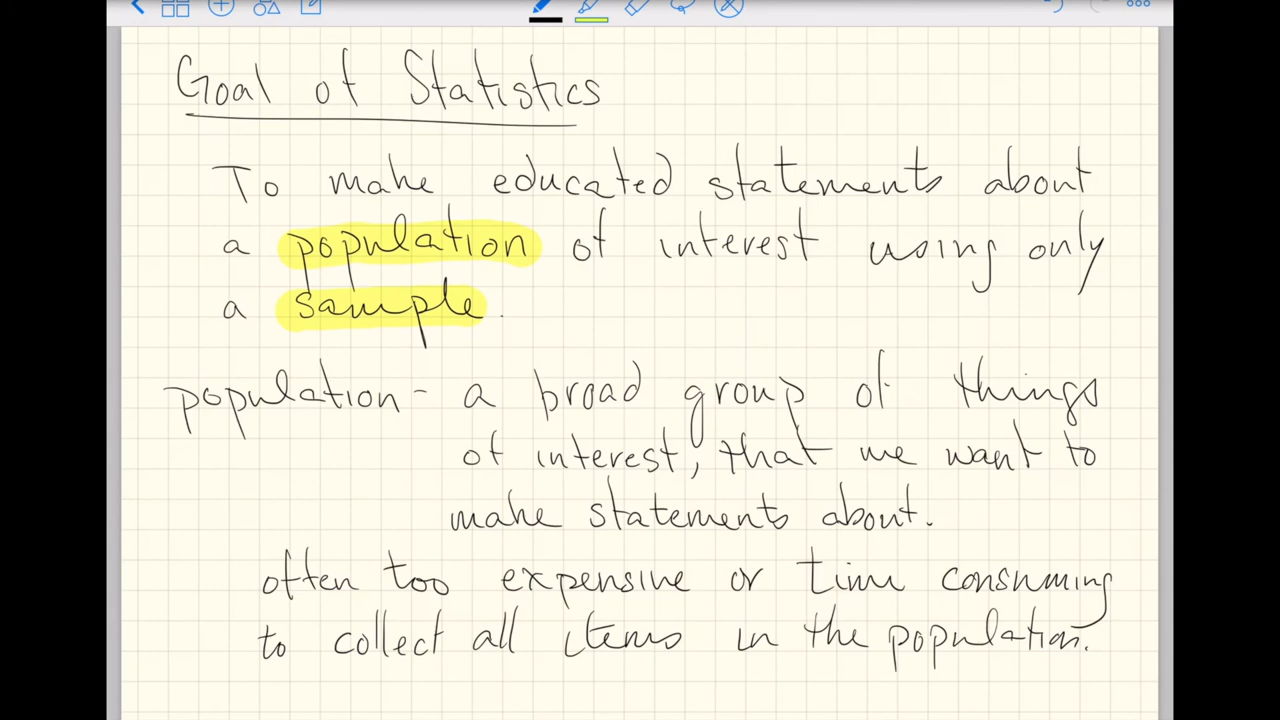 Goal of Statistics
To make educated statements about
a population of interest using only
a sample.
population - a broad group of things
of interest, that we want to
make statements about.
often too expensive or time consuming
to collect all items in the population.